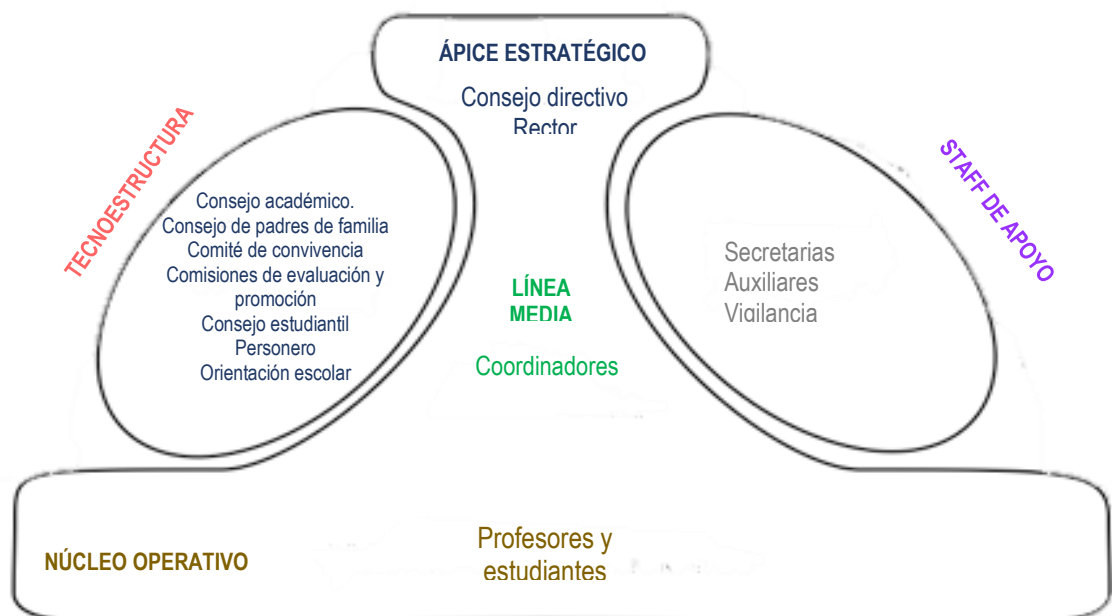 ÁPICE ESTRATÉGICO
Consejo directivo
Rector
TECNOESTRUCTURA
Consejo académico.
Consejo de padres de familia
Comité de convivencia
Comisiones de evaluación y
promoción
Consejo estudiantil
Personero
Orientación escolar
LÍNEA
MEDIA
Coordinadores
STAFF DE APOYO
Secretarias
Auxiliares
Vigilancia
NÚCLEO OPERATIVO
Profesores y
estudiantes